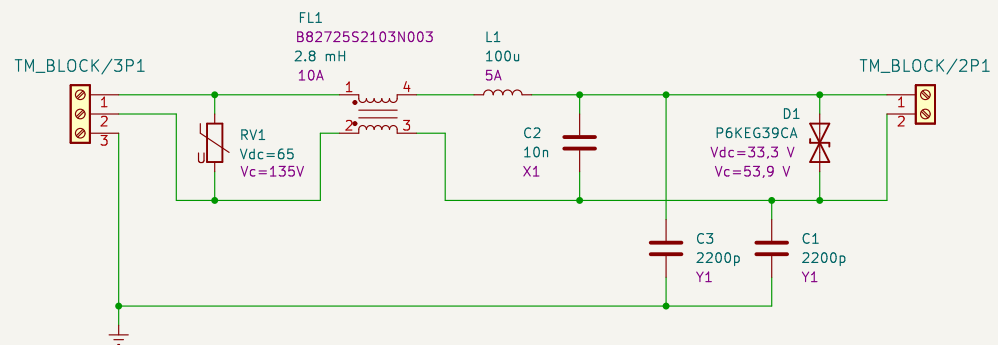 FL1
B82725S2103N003
2.8 mH
10A
L1
100u
5A
TM_BLOCK/3P1
TM_BLOCK/2P1
1
2
3
1
4
2
3
1
2
RV1
Vdc=65
Vc=135V
U
C2
10n
X1
D1
P6KEG39CA
Vdc=33,3 V
Vc=53,9 V
C3
2200p
Y1
C1
2200p
Y1